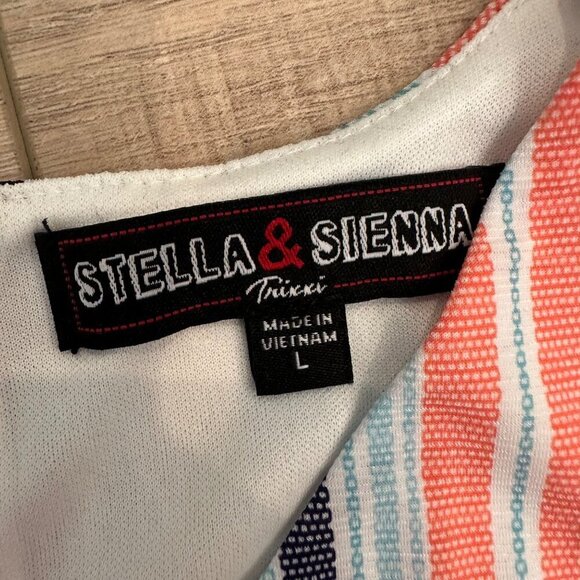 STELLA & SIENNA
Trixxi
MADE IN
VIETNAM
L